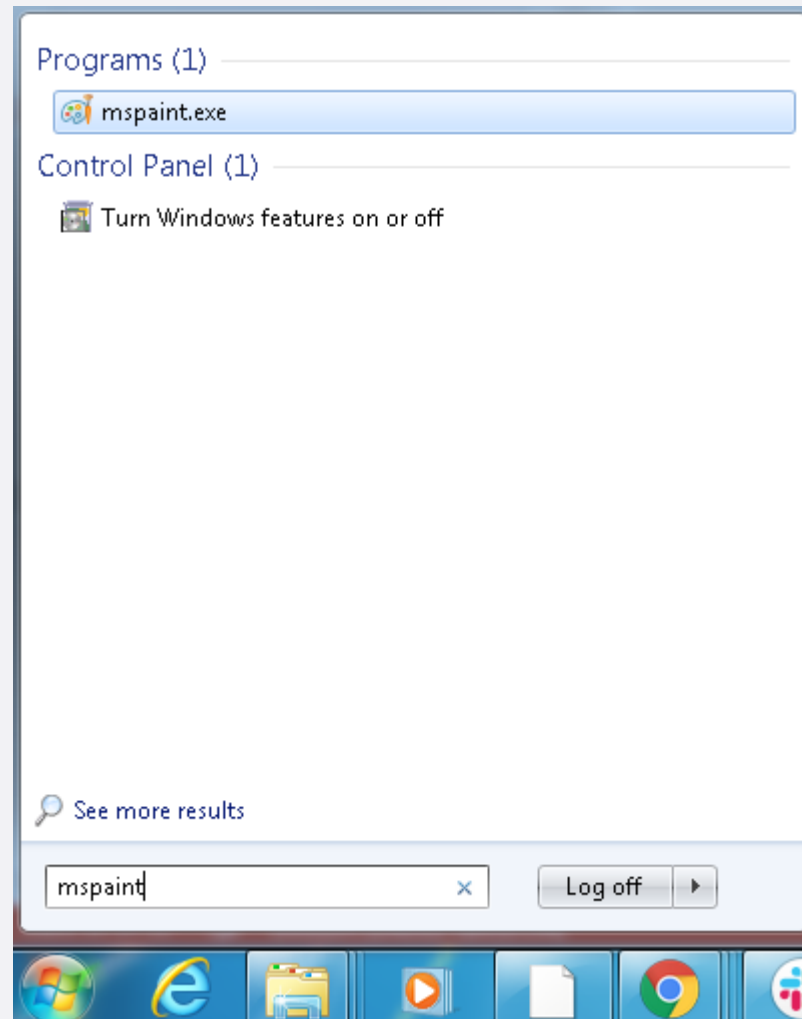 Programs (1)
mspaint.exe
Control Panel (1)
Turn Windows features on or off
See more results
mspaint
Log off